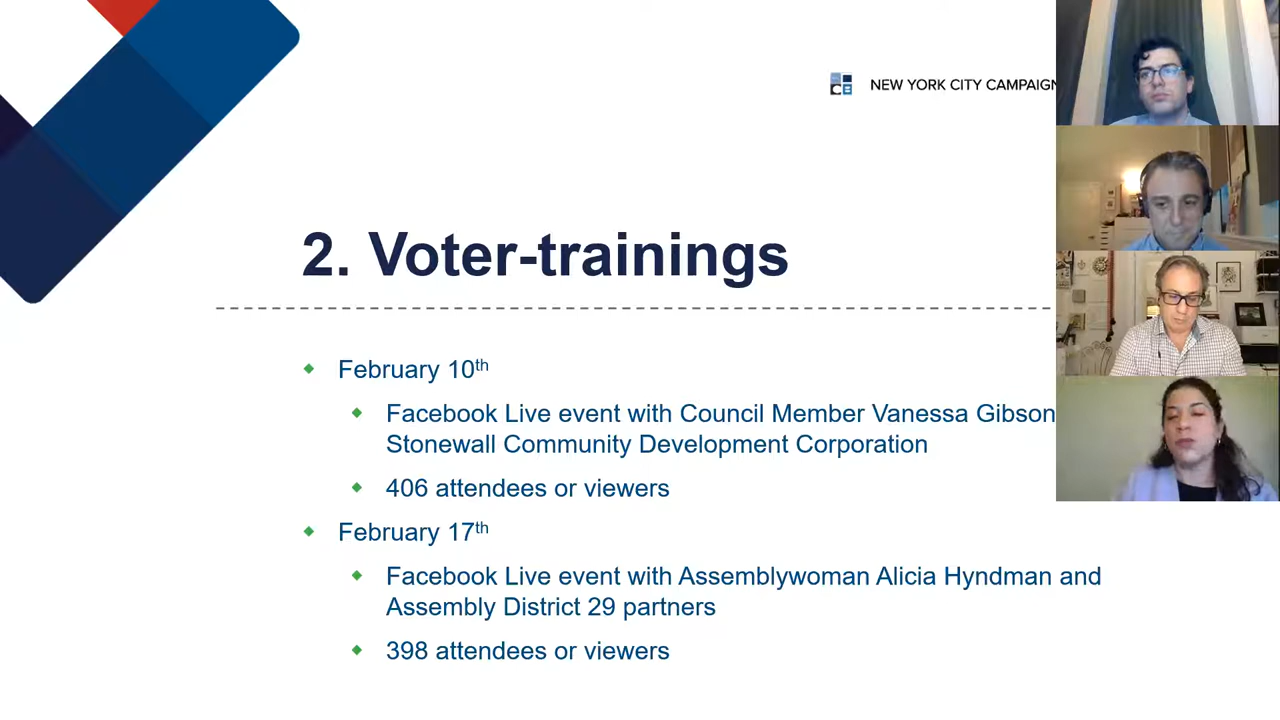 NEW YORK CITY CAMPAIGN
2. Voter-trainings
February 10th
Facebook Live event with Council Member Vanessa Gibson
Stonewall Community Development Corporation
406 attendees or viewers
February 17th
Facebook Live event with Assemblywoman Alicia Hyndman and
Assembly District 29 partners
398 attendees or viewers